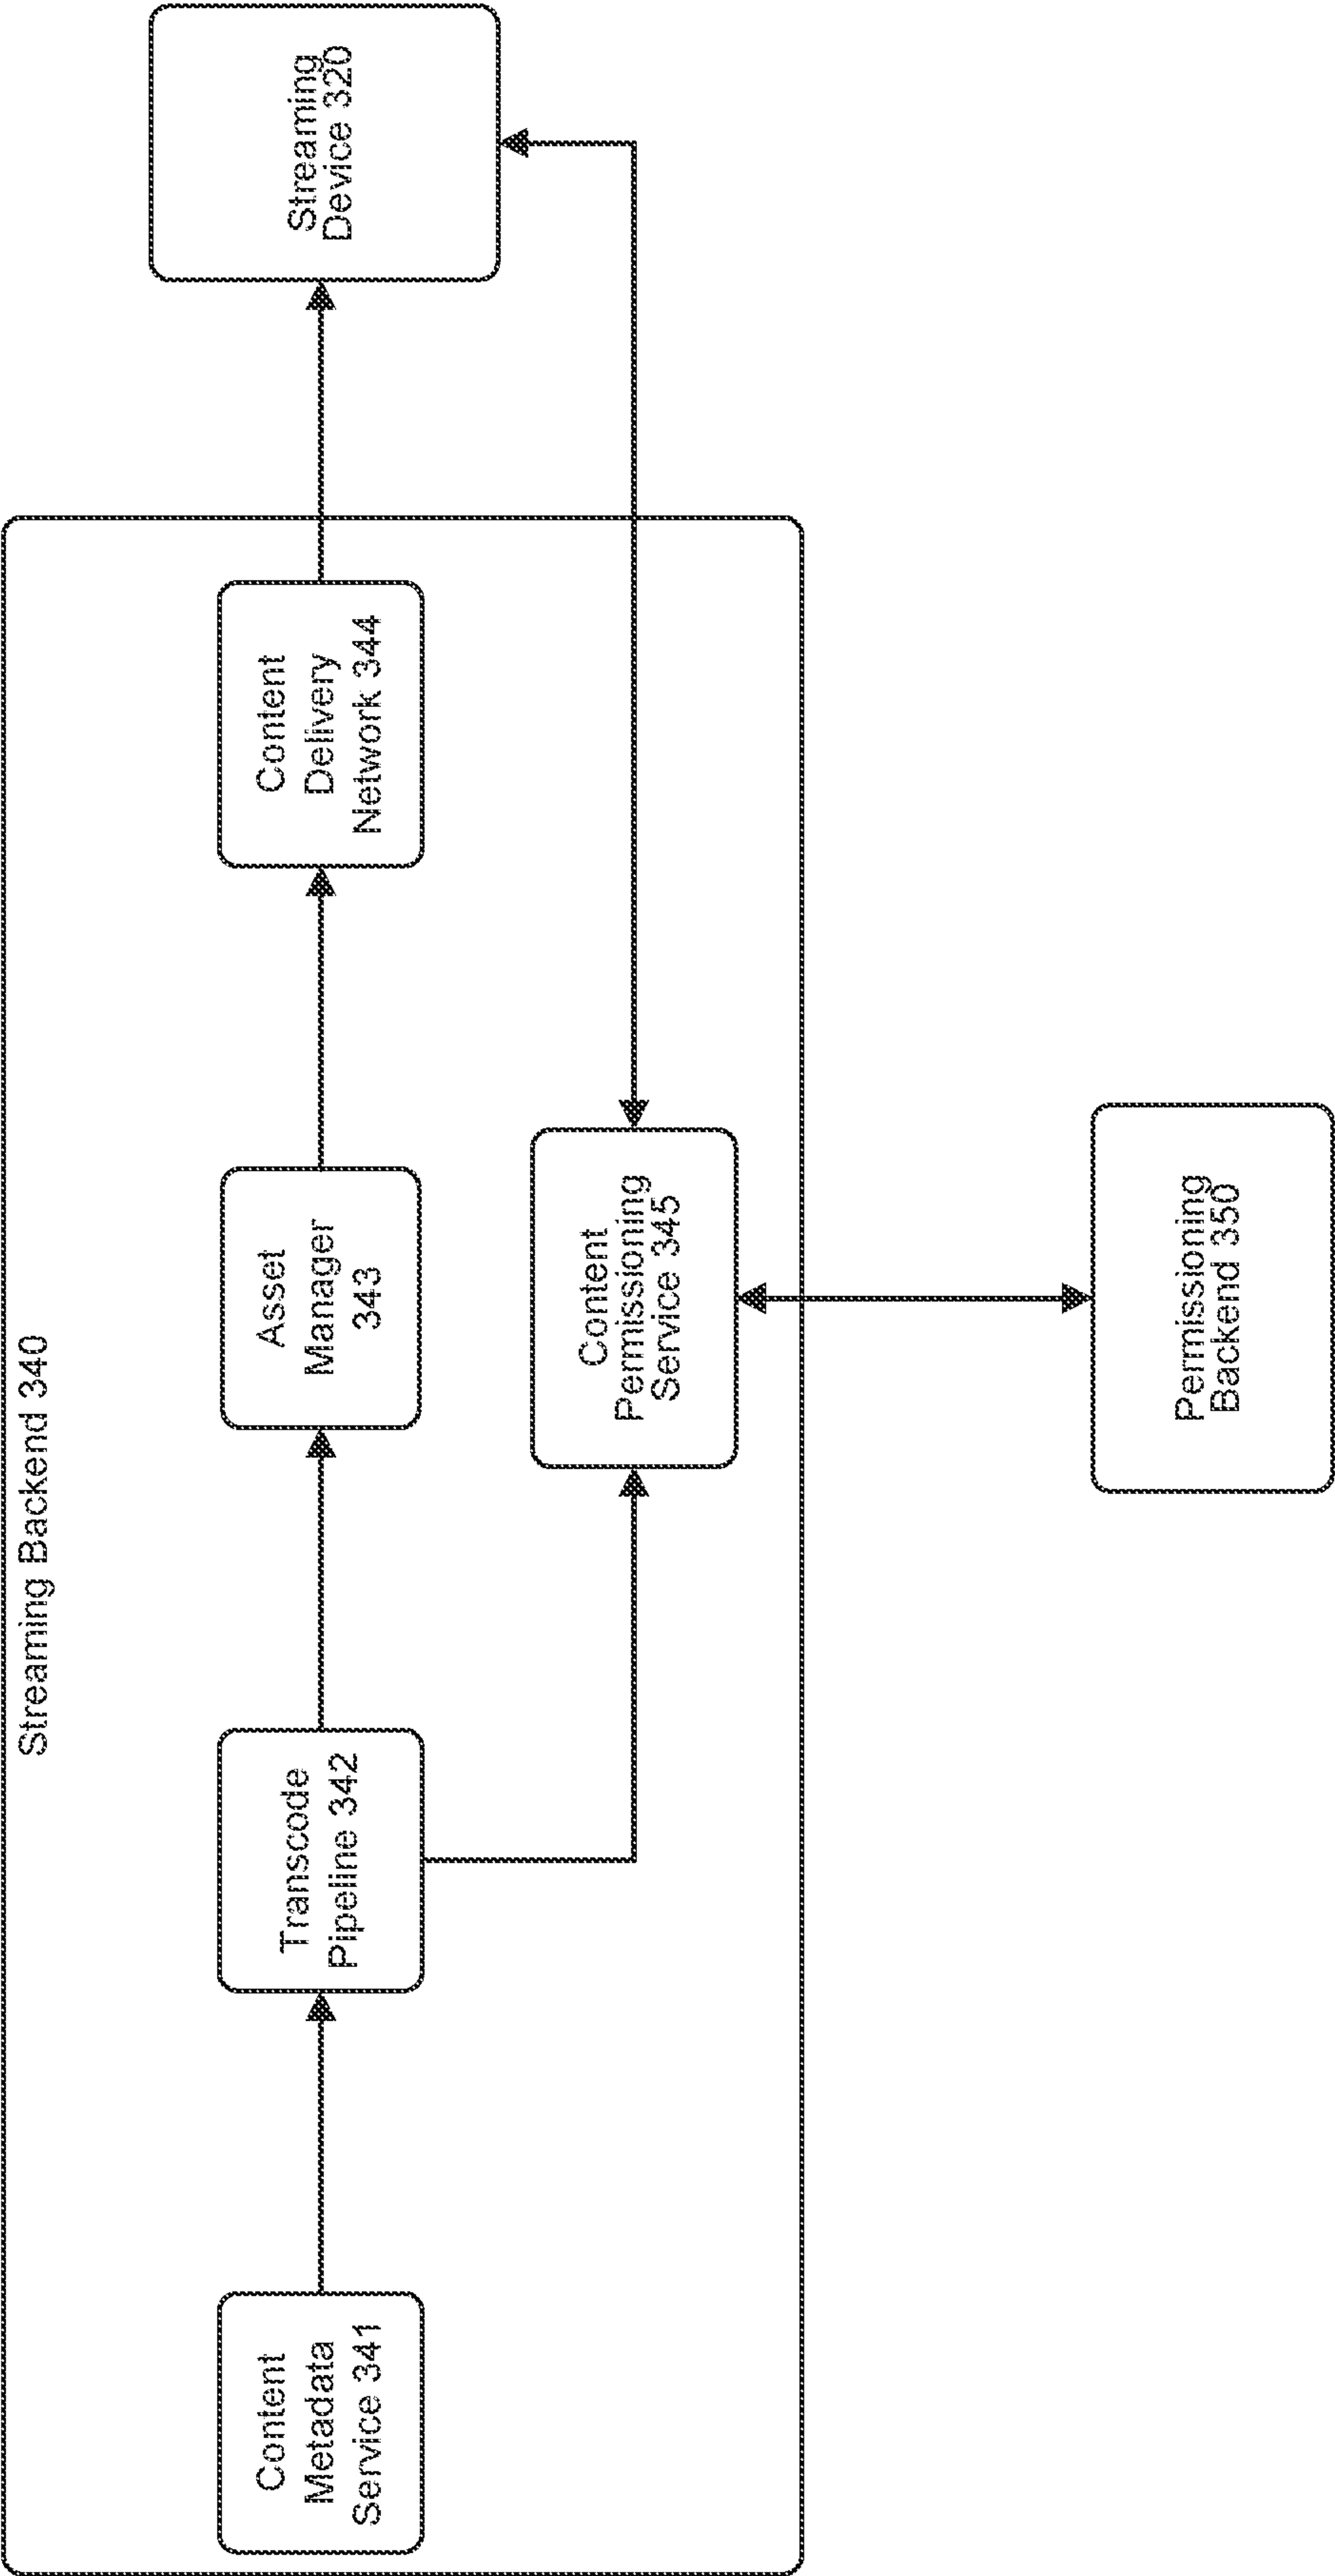 Streaming Backend 340
Content
Metadata
Service 341
Transcode
Pipeline 342
Asset
Manager
343
Content
Delivery
Network 344
Streaming
Device 320
Content
Permissioning
Service 345
Permissioning
Backend 350